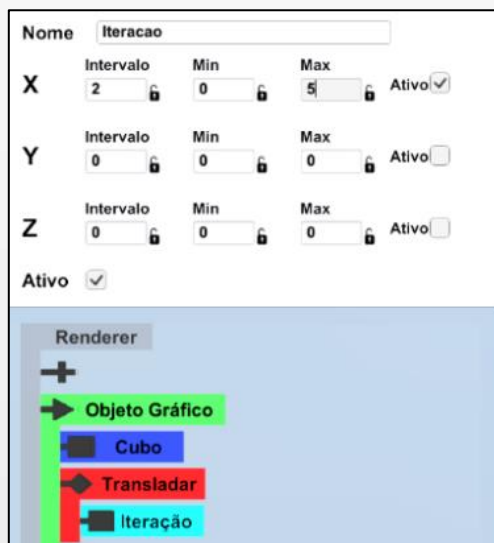 Nome Iteracao
Intervalo Min Max
X 2 0 5 Ativo
Intervalo Min Max
Y 0 0 0 Ativo
Intervalo Min Max
Z 0 0 0 Ativo
Ativo
Renderer
Objeto Gráfico
Cubo
Transladar
Iteração